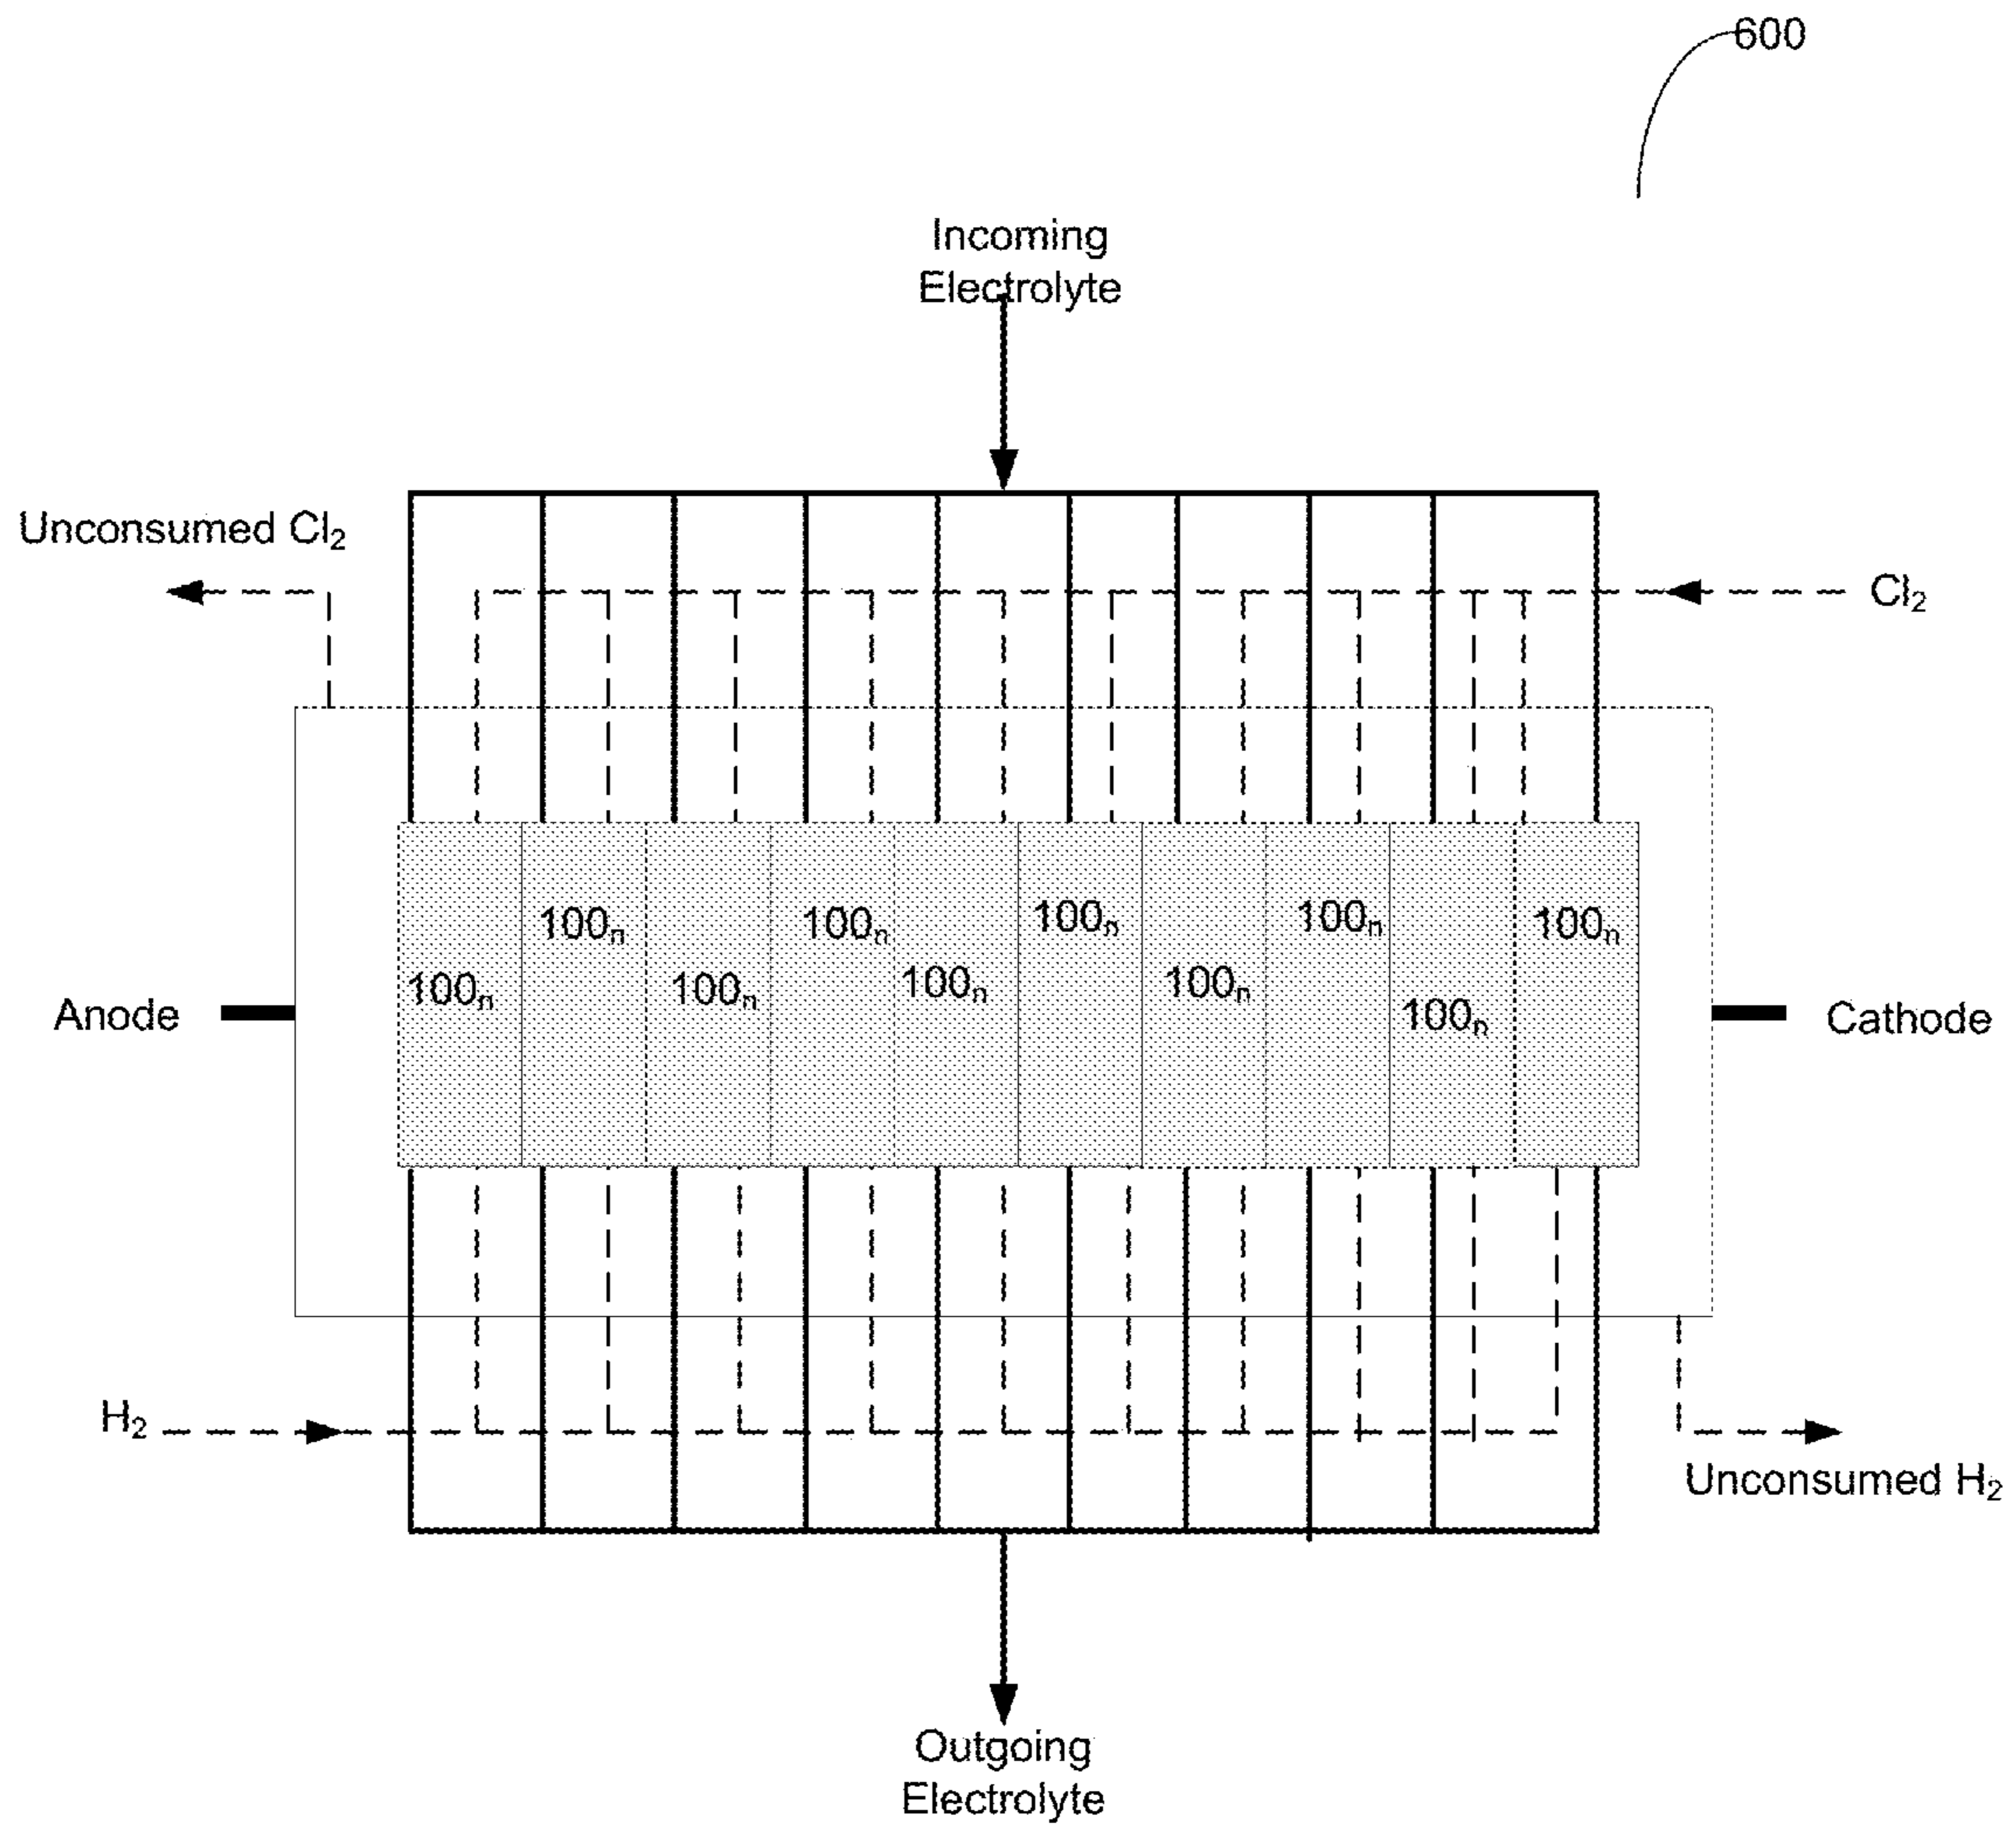 600
Incoming
Electrolyte
Unconsumed Cl₂
Cl₂
100ₙ
100ₙ
100ₙ
100ₙ
100ₙ
100ₙ
100ₙ
100ₙ
100ₙ
100ₙ
Anode
Cathode
H₂
Unconsumed H₂
Outgoing
Electrolyte